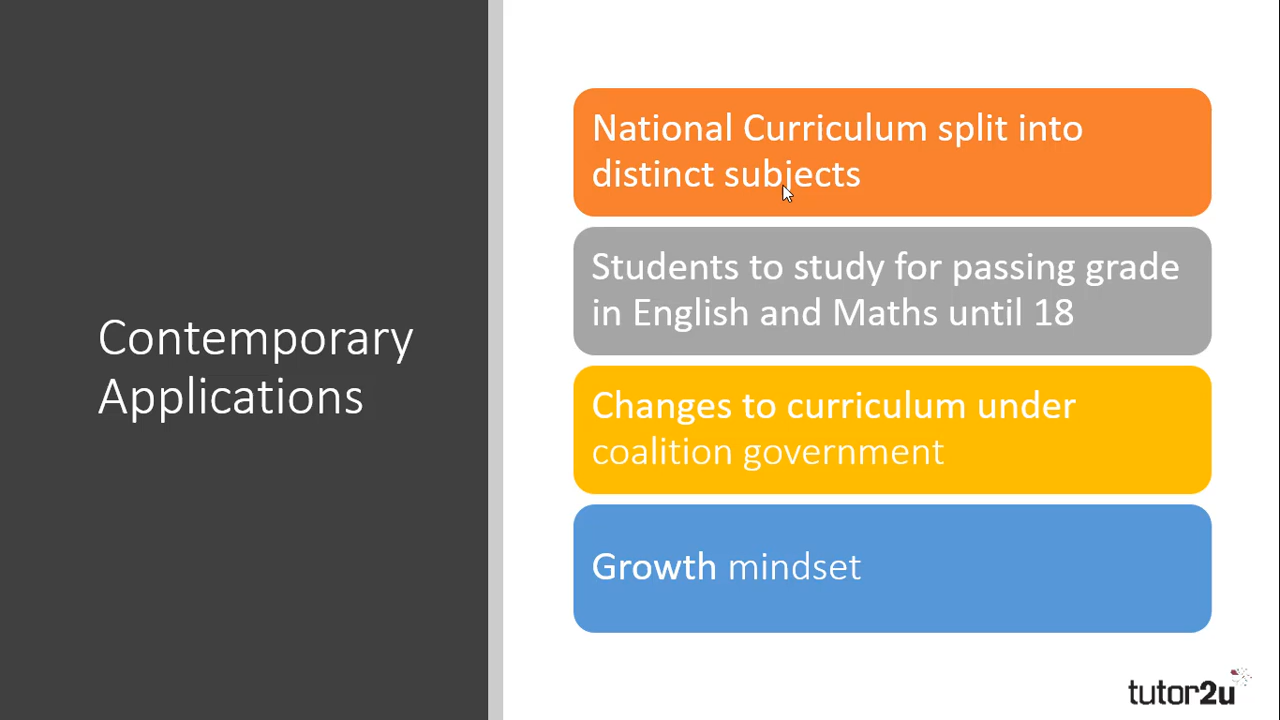 Contemporary
Applications
National Curriculum split into
distinct subjects
Students to study for passing grade
in English and Maths until 18
Changes to curriculum under
coalition government
Growth mindset
tutor2u